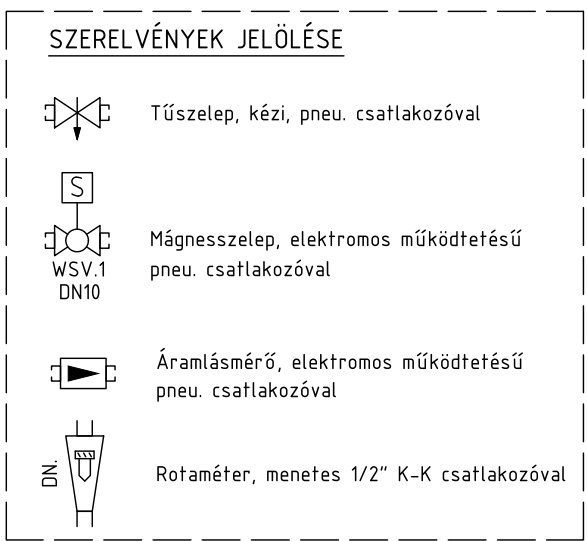 SZERELVÉNYEK JELÖLÉSE
Tűszelep, kézi, pneu. csatlakozóval
S
WSV.1
DN10
Mágnesszelep, elektromos működtetésű
pneu. csatlakozóval
Áramlásmérő, elektromos működtetésű
pneu. csatlakozóval
DN.
Rotaméter, menetes 1/2" K-K csatlakozóval